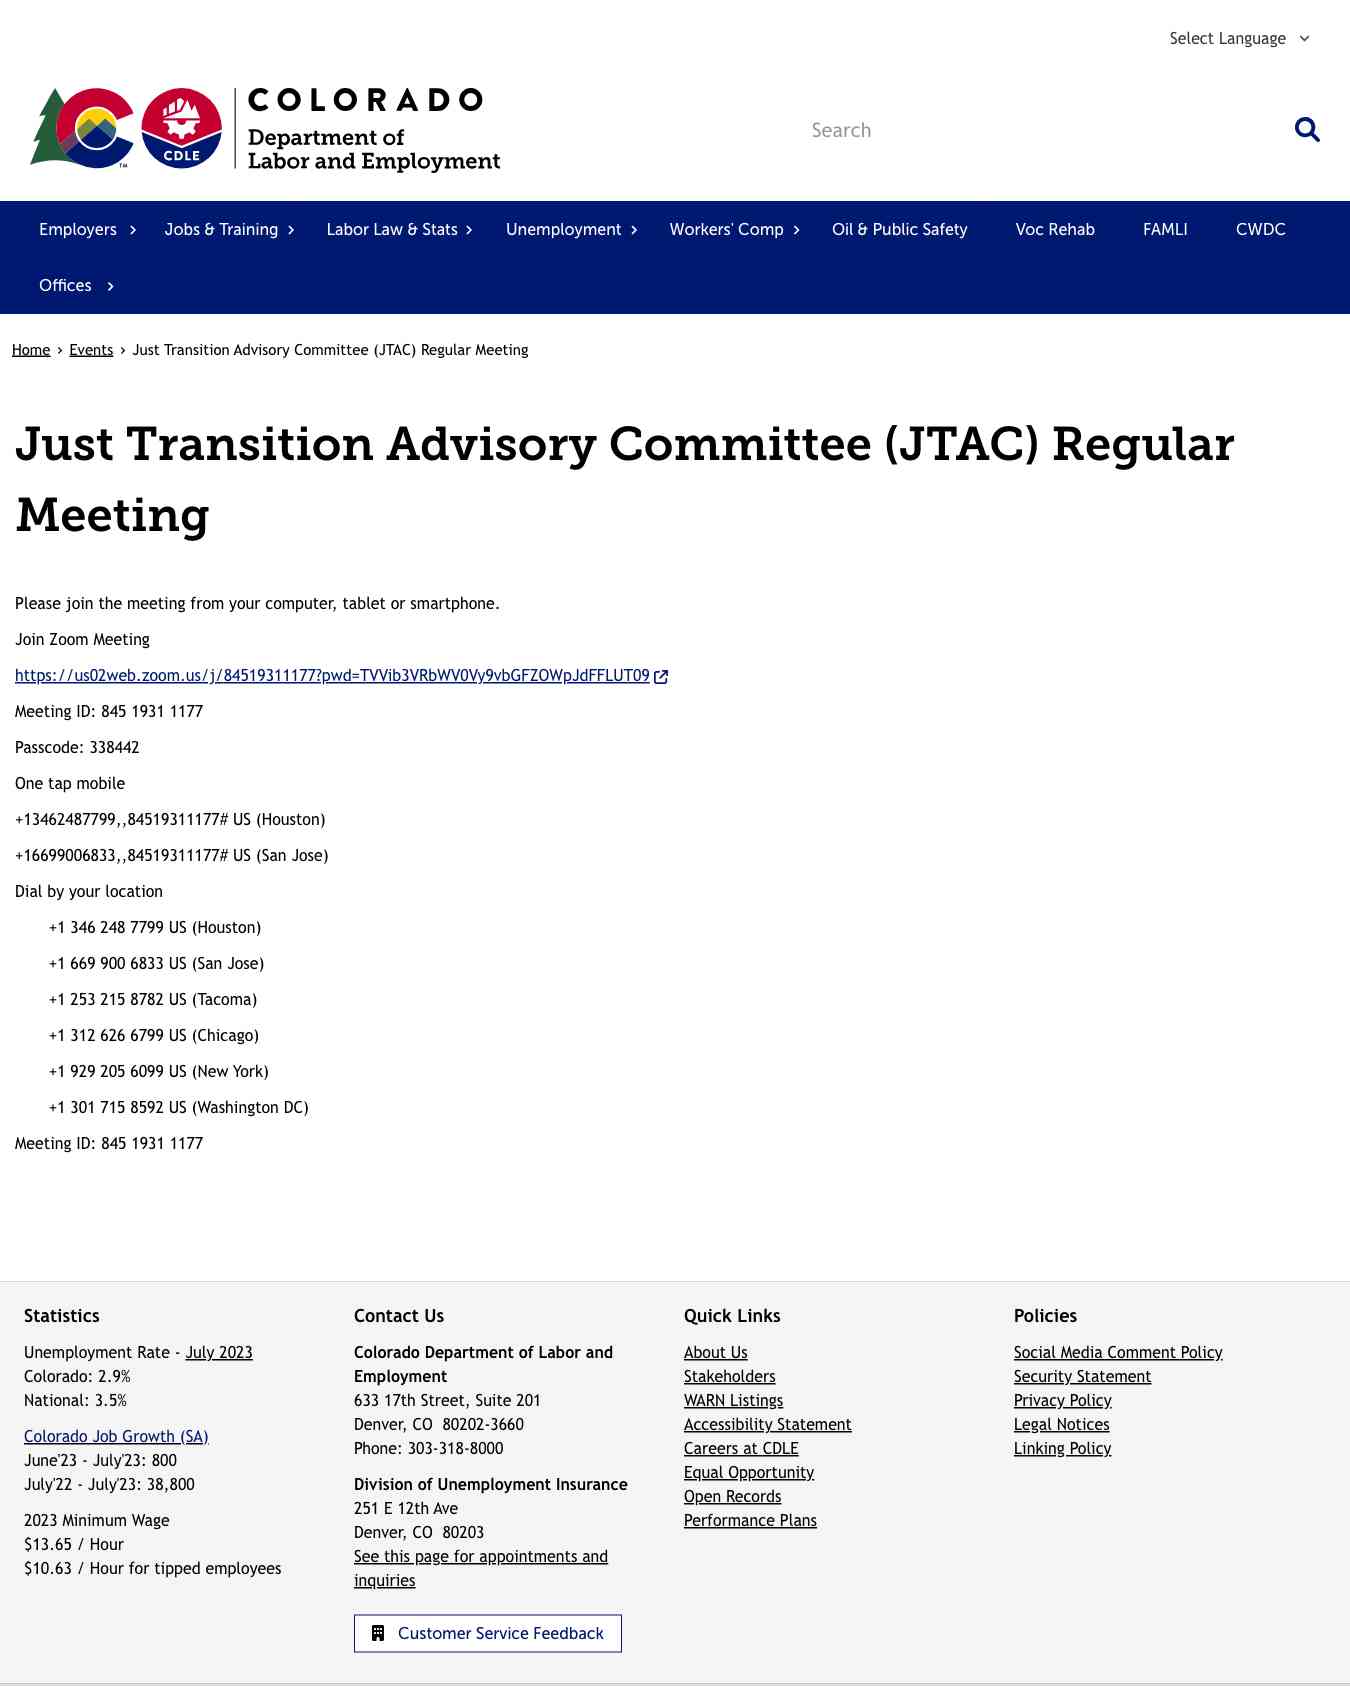 Select Language
COLORADO
Department of
Labor and Employment
CDLE
TM
Search
Employers
Jobs & Training
Labor Law & Stats
Unemployment
Workers' Comp
Oil & Public Safety
Voc Rehab
FAMLI
CWDC
Offices
Home › Events › Just Transition Advisory Committee (JTAC) Regular Meeting
Just Transition Advisory Committee (JTAC) Regular
Meeting
Please join the meeting from your computer, tablet or smartphone.
Join Zoom Meeting
https://us02web.zoom.us/j/84519311177?pwd=TVVib3VRbWV0Vy9vbGFZOWpJdFFLUT09
Meeting ID: 845 1931 1177
Passcode: 338442
One tap mobile
+13462487799,,84519311177# US (Houston)
+16699006833,,84519311177# US (San Jose)
Dial by your location
+1 346 248 7799 US (Houston)
+1 669 900 6833 US (San Jose)
+1 253 215 8782 US (Tacoma)
+1 312 626 6799 US (Chicago)
+1 929 205 6099 US (New York)
+1 301 715 8592 US (Washington DC)
Meeting ID: 845 1931 1177
Statistics
Unemployment Rate - July 2023
Colorado: 2.9%
National: 3.5%
Colorado Job Growth (SA)
June'23 - July'23: 800
July'22 - July'23: 38,800
2023 Minimum Wage
$13.65 / Hour
$10.63 / Hour for tipped employees
Contact Us
Colorado Department of Labor and
Employment
633 17th Street, Suite 201
Denver, CO  80202-3660
Phone: 303-318-8000
Division of Unemployment Insurance
251 E 12th Ave
Denver, CO  80203
See this page for appointments and
inquiries
Customer Service Feedback
Quick Links
About Us
Stakeholders
WARN Listings
Accessibility Statement
Careers at CDLE
Equal Opportunity
Open Records
Performance Plans
Policies
Social Media Comment Policy
Security Statement
Privacy Policy
Legal Notices
Linking Policy